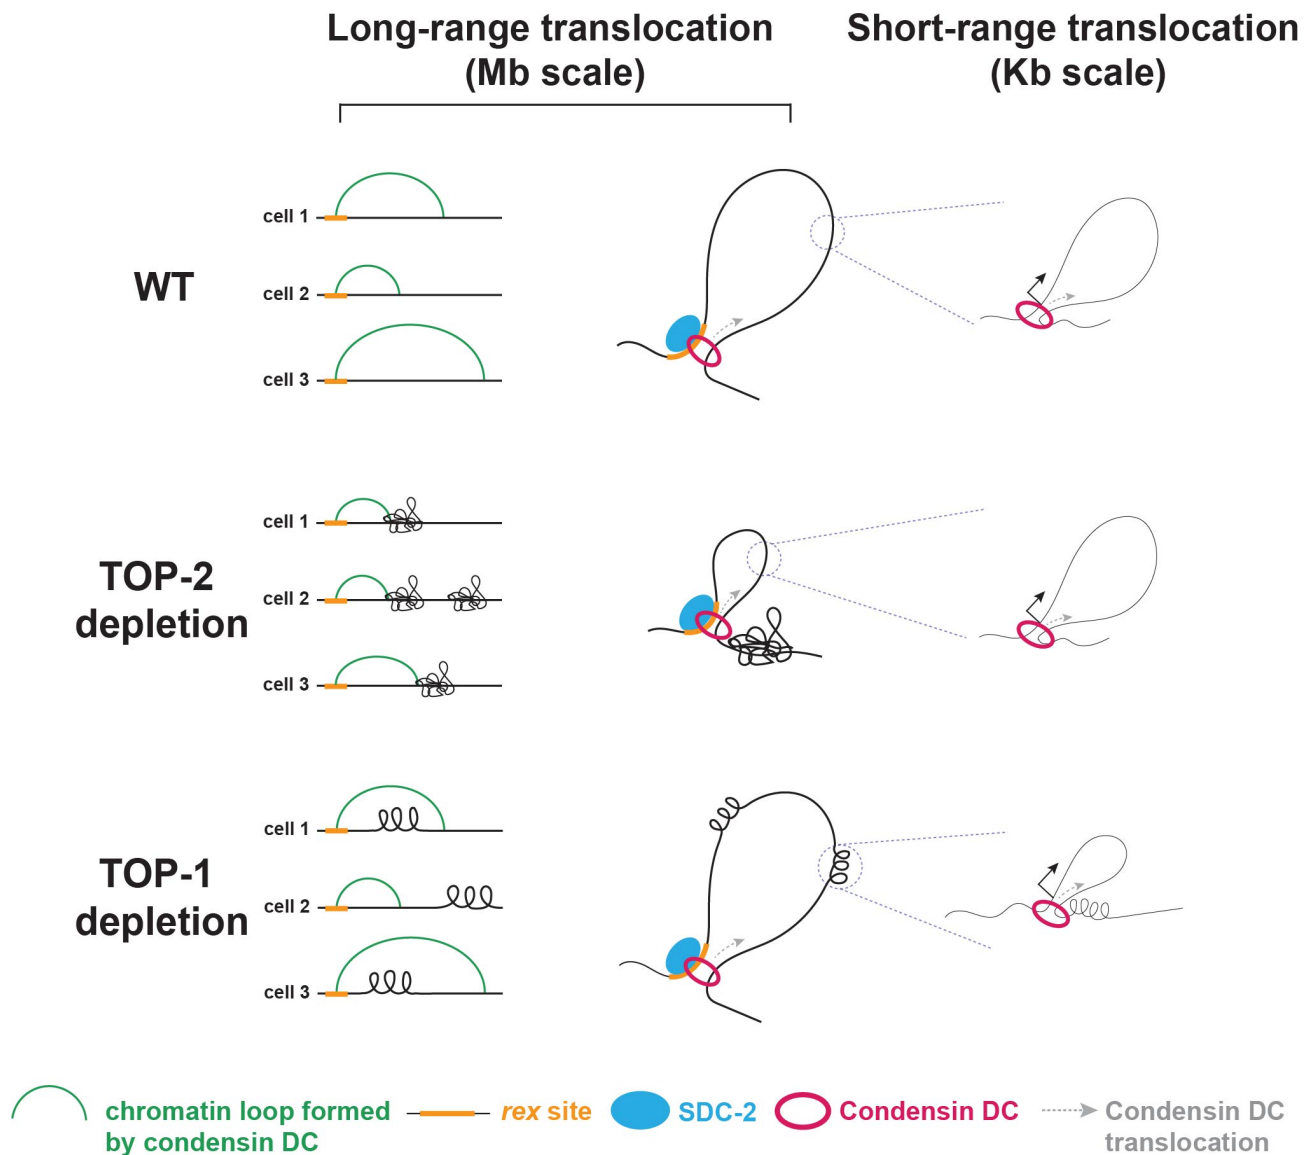 Long-range translocation
(Mb scale)
Short-range translocation
(Kb scale)
WT
cell 1
cell 2
cell 3
TOP-2
depletion
cell 1
cell 2
cell 3
TOP-1
depletion
cell 1
cell 2
cell 3
chromatin loop formed
by condensin DC
rex site
SDC-2
Condensin DC
Condensin DC
translocation